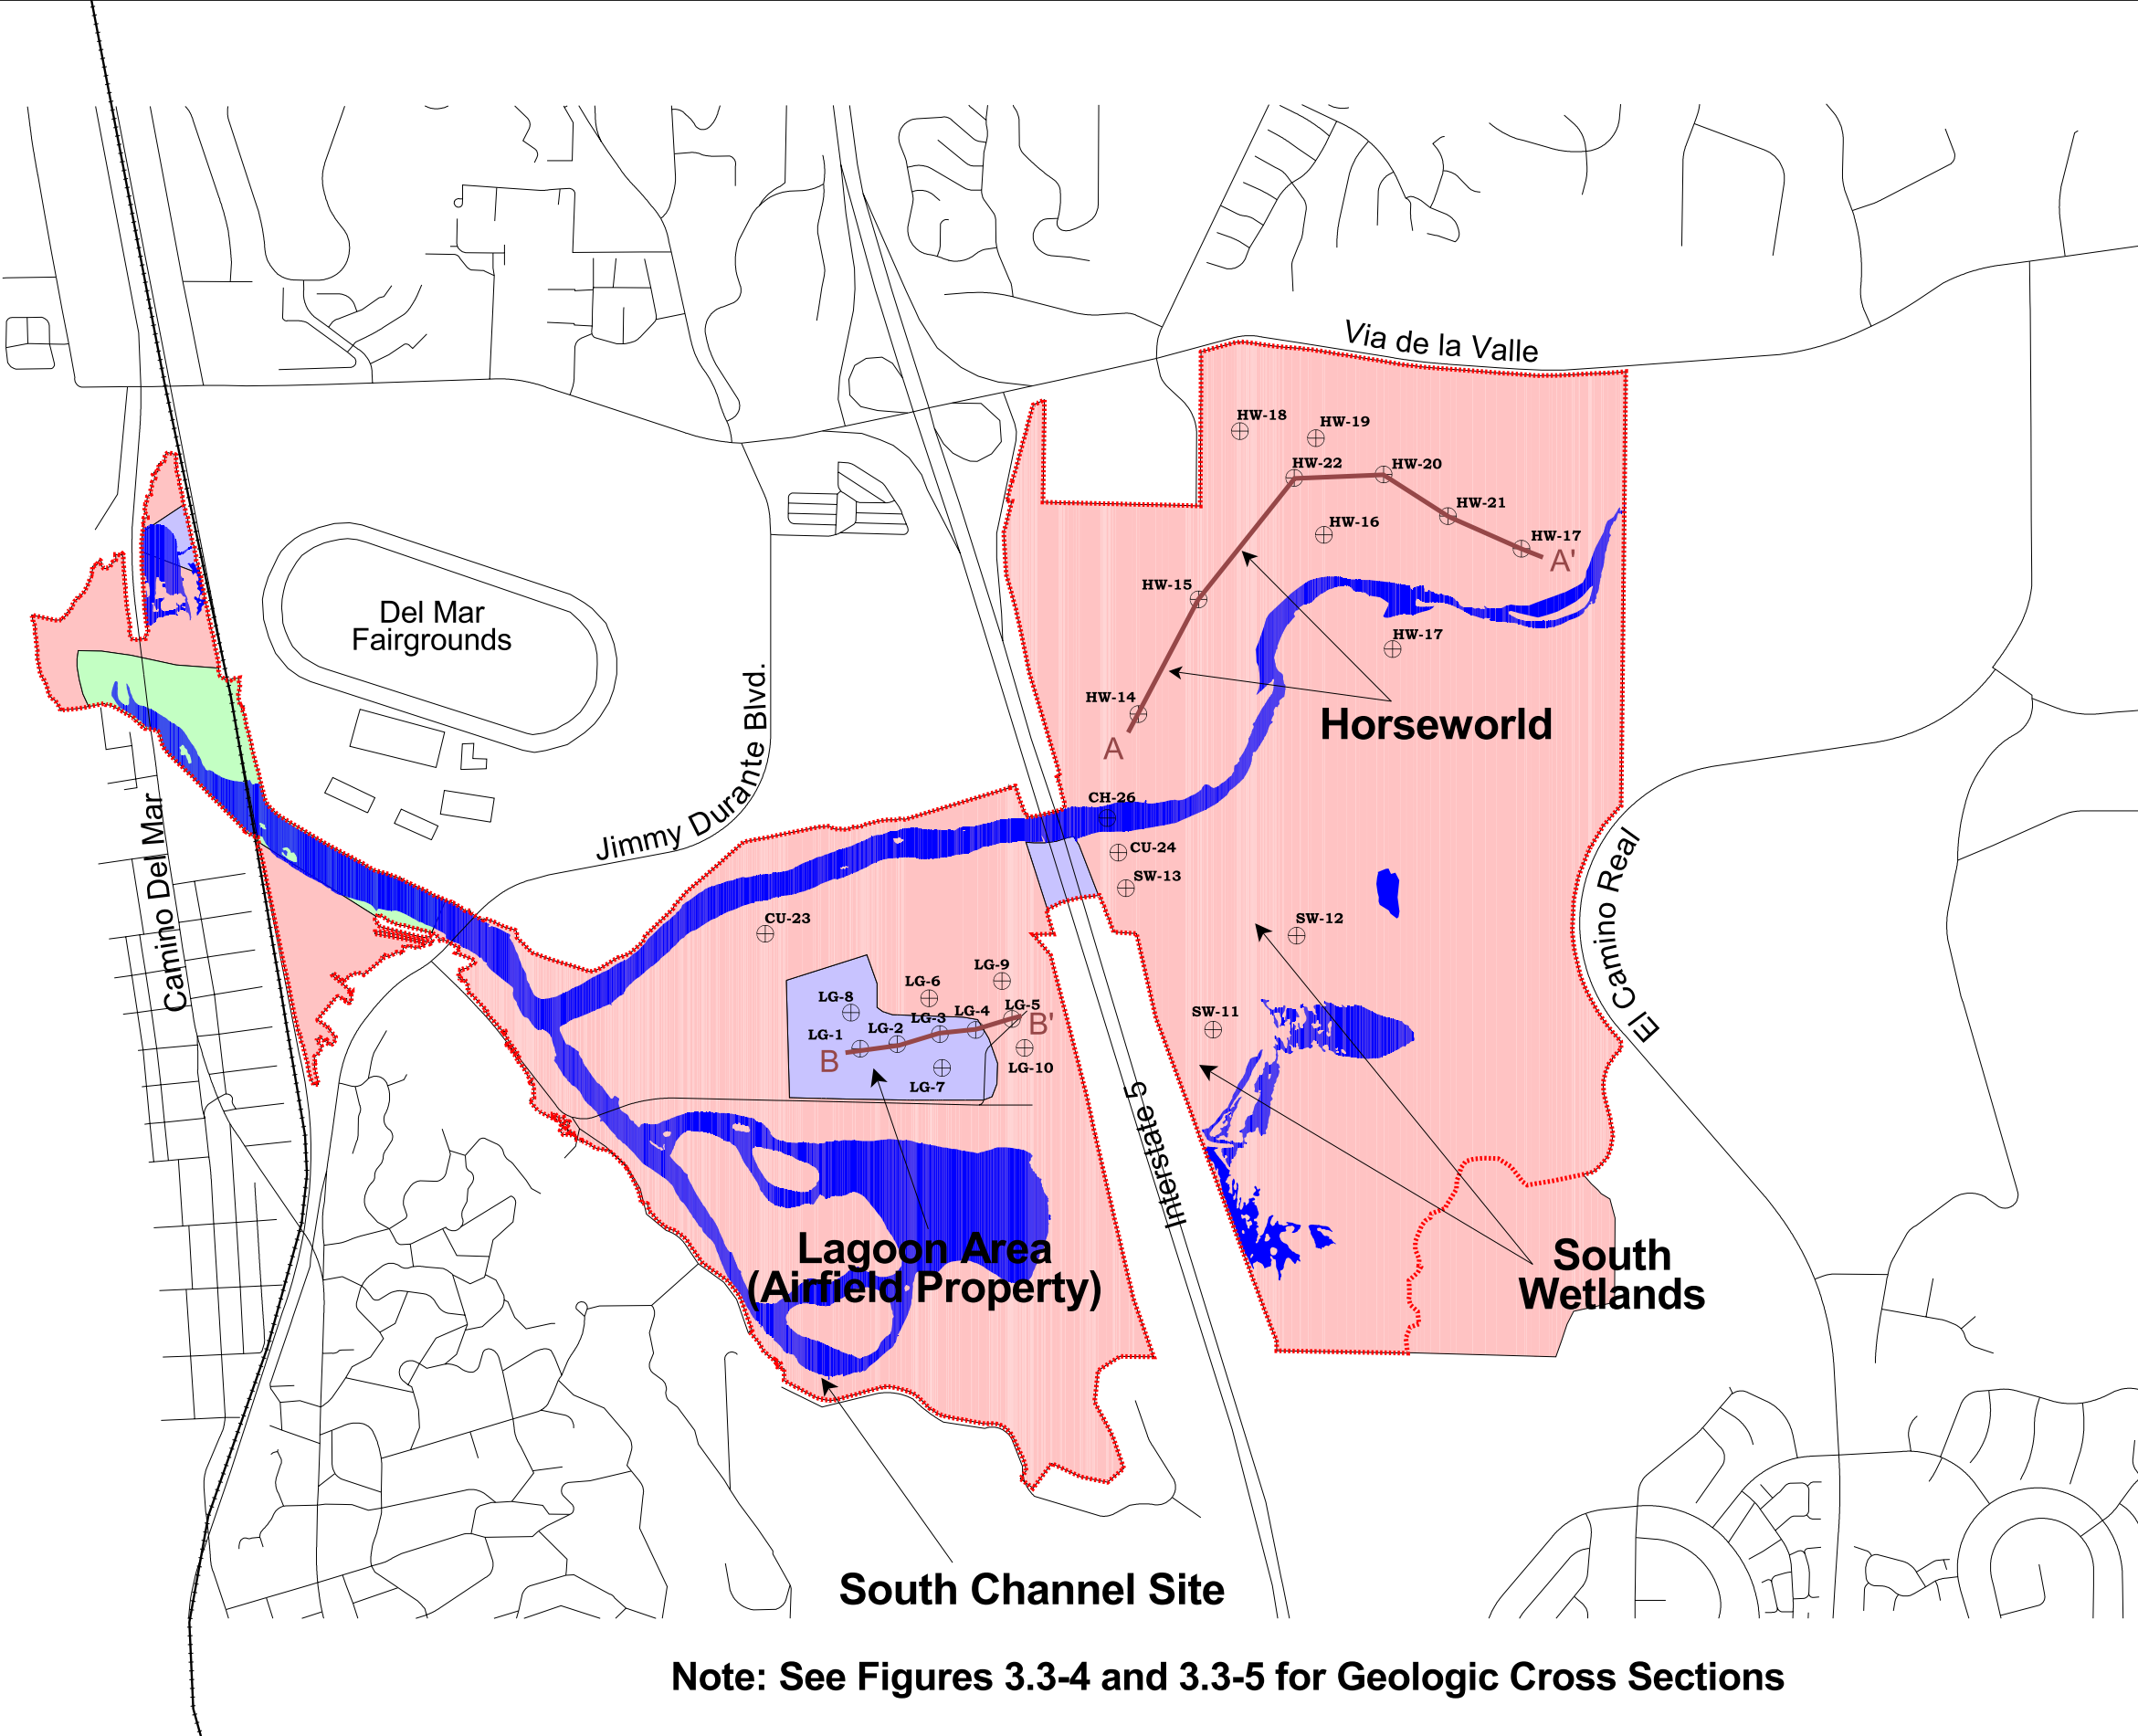 Via de la Valle
HW-18
HW-19
HW-22
HW-20
HW-21
HW-16
HW-17
A'
HW-15
Del Mar
Fairgrounds
HW-17
HW-14
Horseworld
A
Jimmy Durante Blvd.
CH-26
CU-24
SW-13
Camino Del Mar
El Camino Real
CU-23
SW-12
LG-9
LG-6
LG-8
LG-5
LG-4
LG-3
B'
LG-2
LG-1
SW-11
B
LG-10
LG-7
Interstate 5
Lagoon Area
(Airfield Property)
South
Wetlands
South Channel Site
Note: See Figures 3.3-4 and 3.3-5 for Geologic Cross Sections